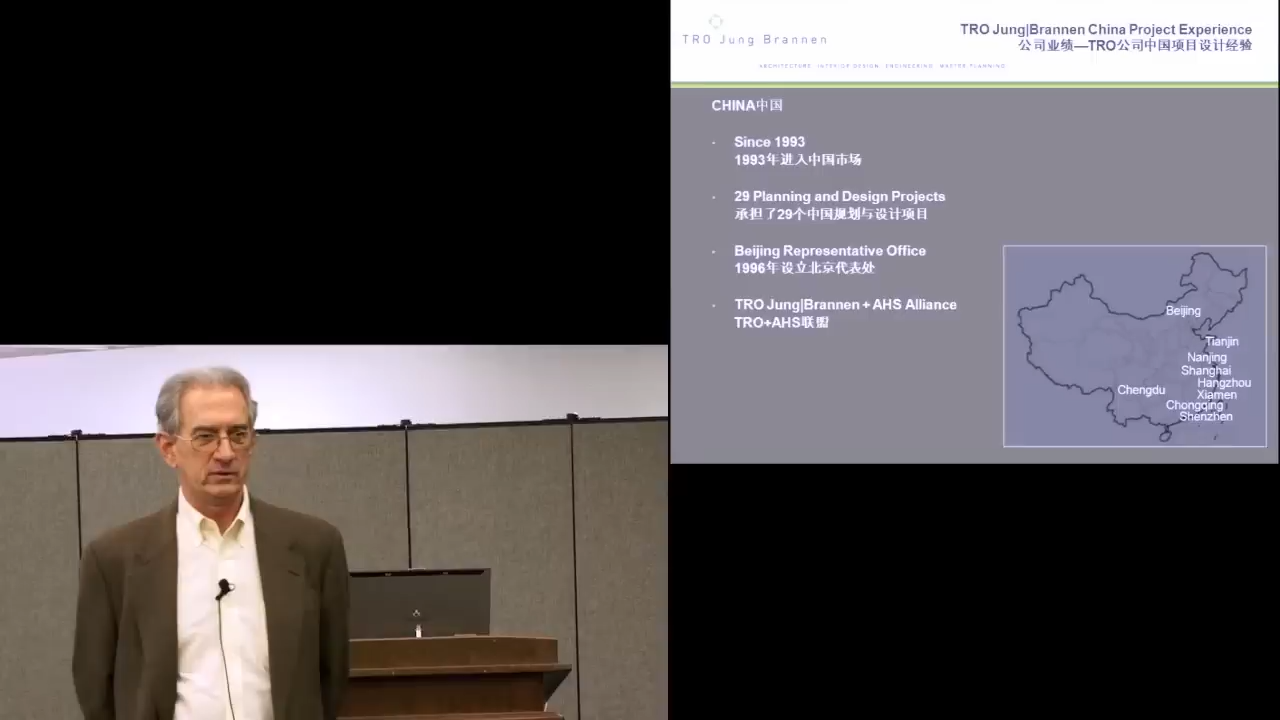 TRO Jung Brannen
ARCHITECTURE INTERIOR DESIGN ENGINEERING MASTER PLANNING
TRO Jung|Brannen China Project Experience
公司业绩—TRO公司中国项目设计经验
CHINA中国
Since 1993
1993年进入中国市场
29 Planning and Design Projects
承担了29个中国规划与设计项目
Beijing Representative Office
1996年设立北京代表处
TRO Jung|Brannen + AHS Alliance
TRO+AHS联盟
Beijing
Tianjin
Nanjing
Shanghai
Hangzhou
Chengdu
Xiamen
Chongqing
Shenzhen